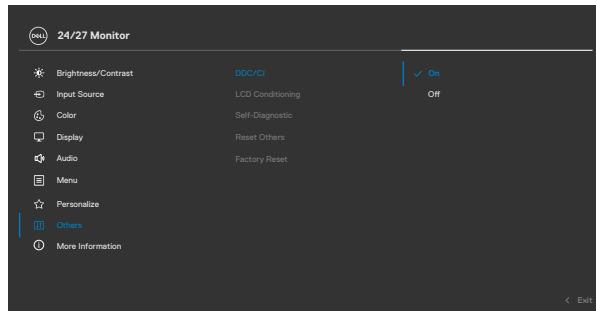 DELL 24/27 Monitor
Brightness/Contrast DDC/CI ✓ On
Input Source LCD Conditioning Off
Color Self-Diagnostic
Display Reset Others
Audio Factory Reset
Menu
Personalize
Others
More Information
< Exit